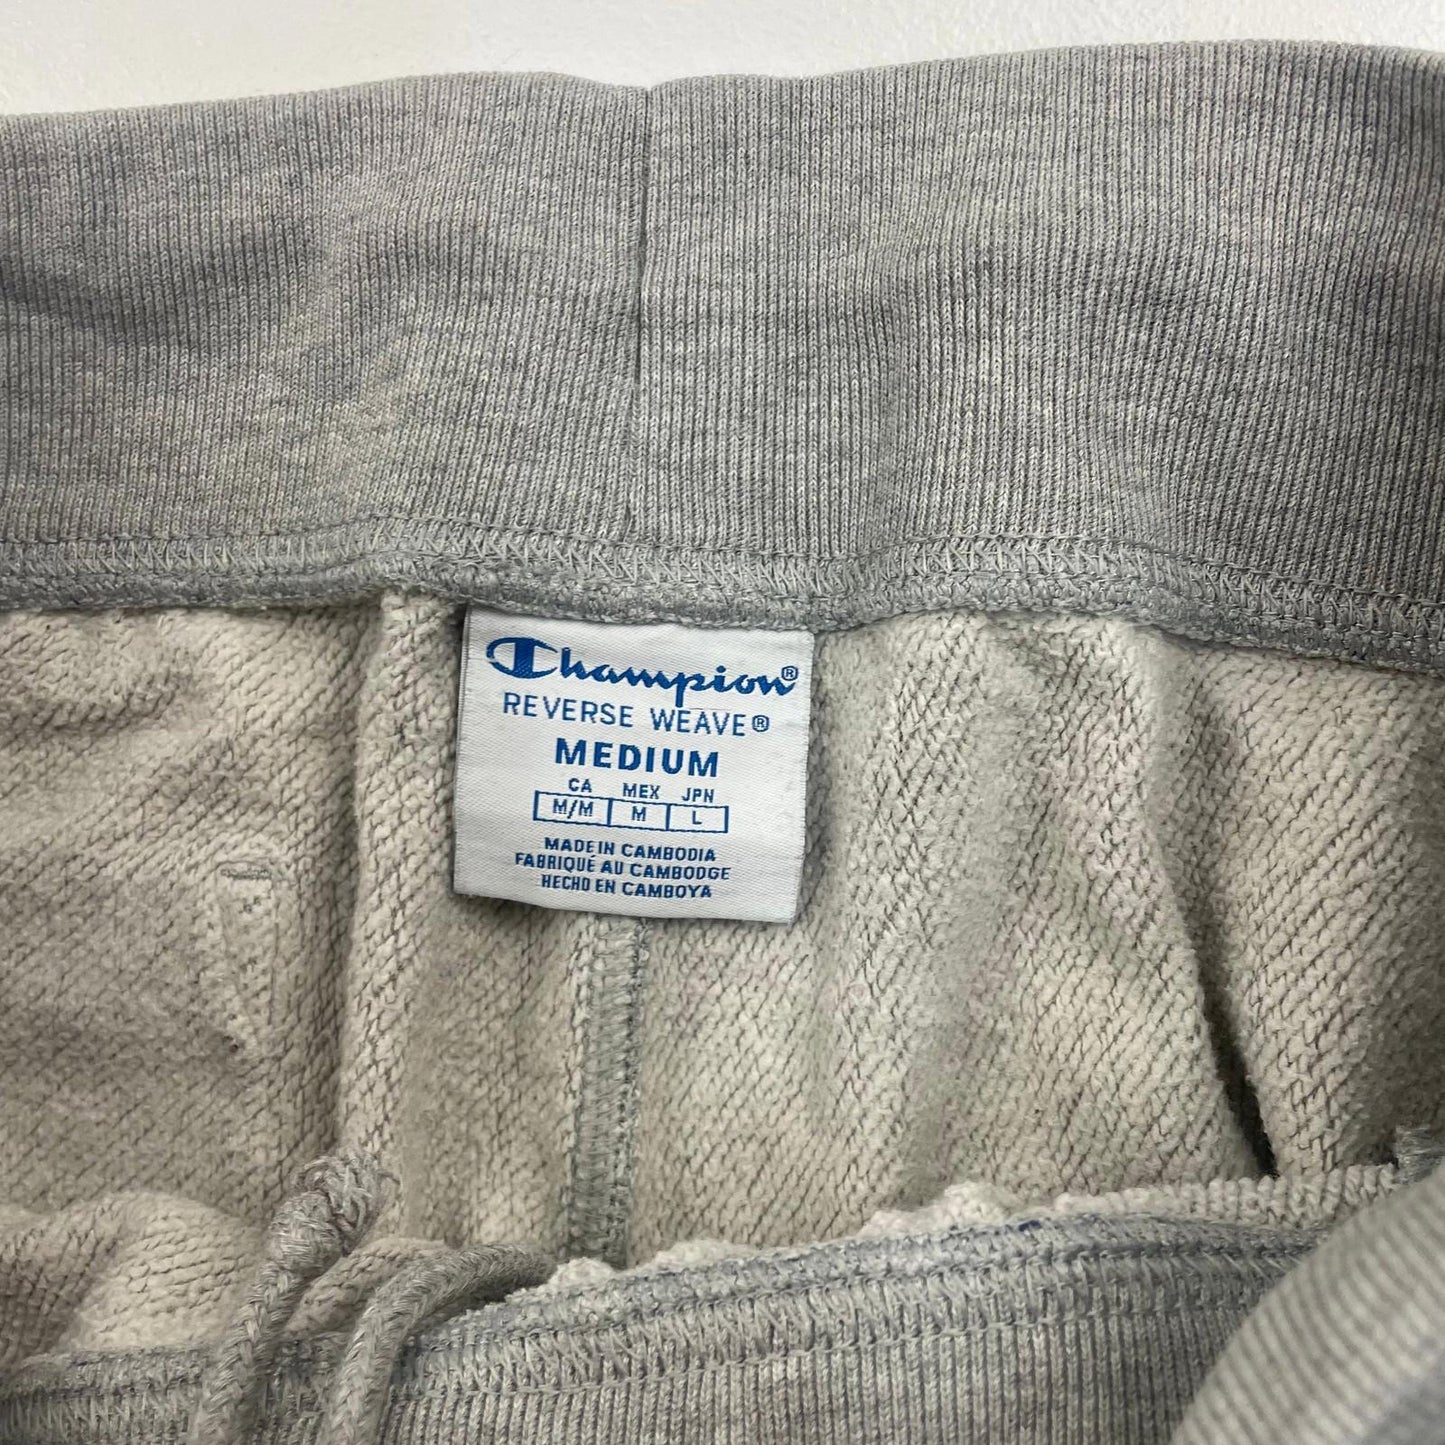 Champion®
REVERSE WEAVE®
MEDIUM
CA MEX JPN
M/M M L
MADE IN CAMBODIA
FABRIQUÉ AU CAMBODGE
HECHO EN CAMBOYA